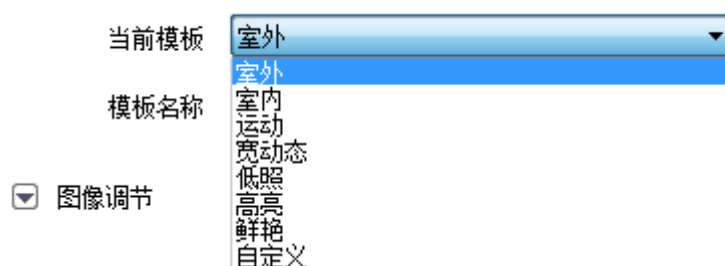 当前模板 室外
室外
模板名称 室内
运动
宽动态
低照
图像调节
高亮
鲜艳
自定义